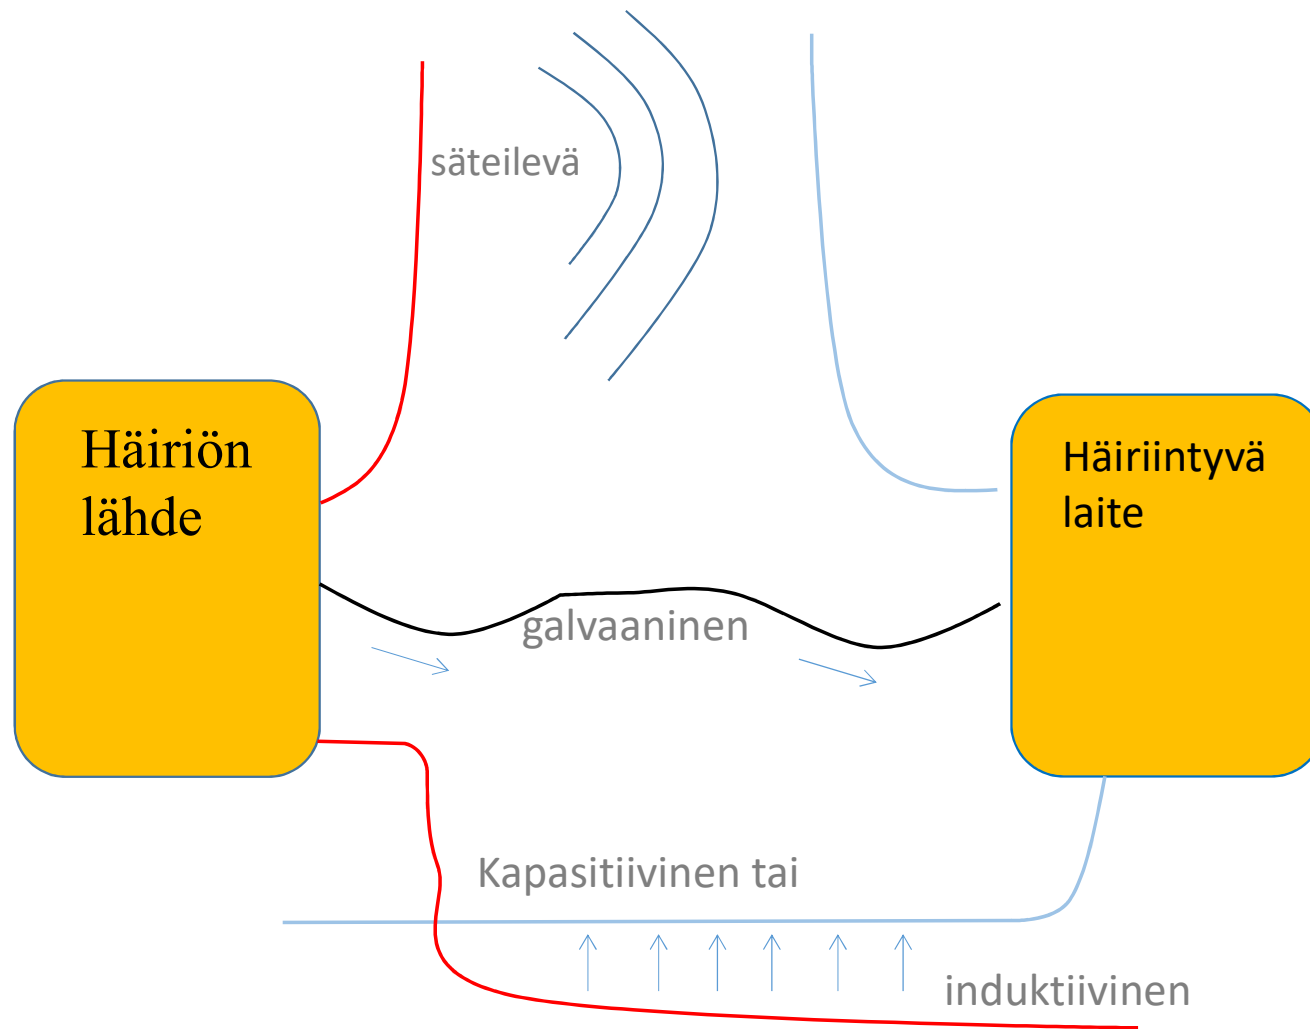 säteilevä
Häiriön
lähde
Häiriintyvä
laite
galvaaninen
Kapasitiivinen tai
induktiivinen